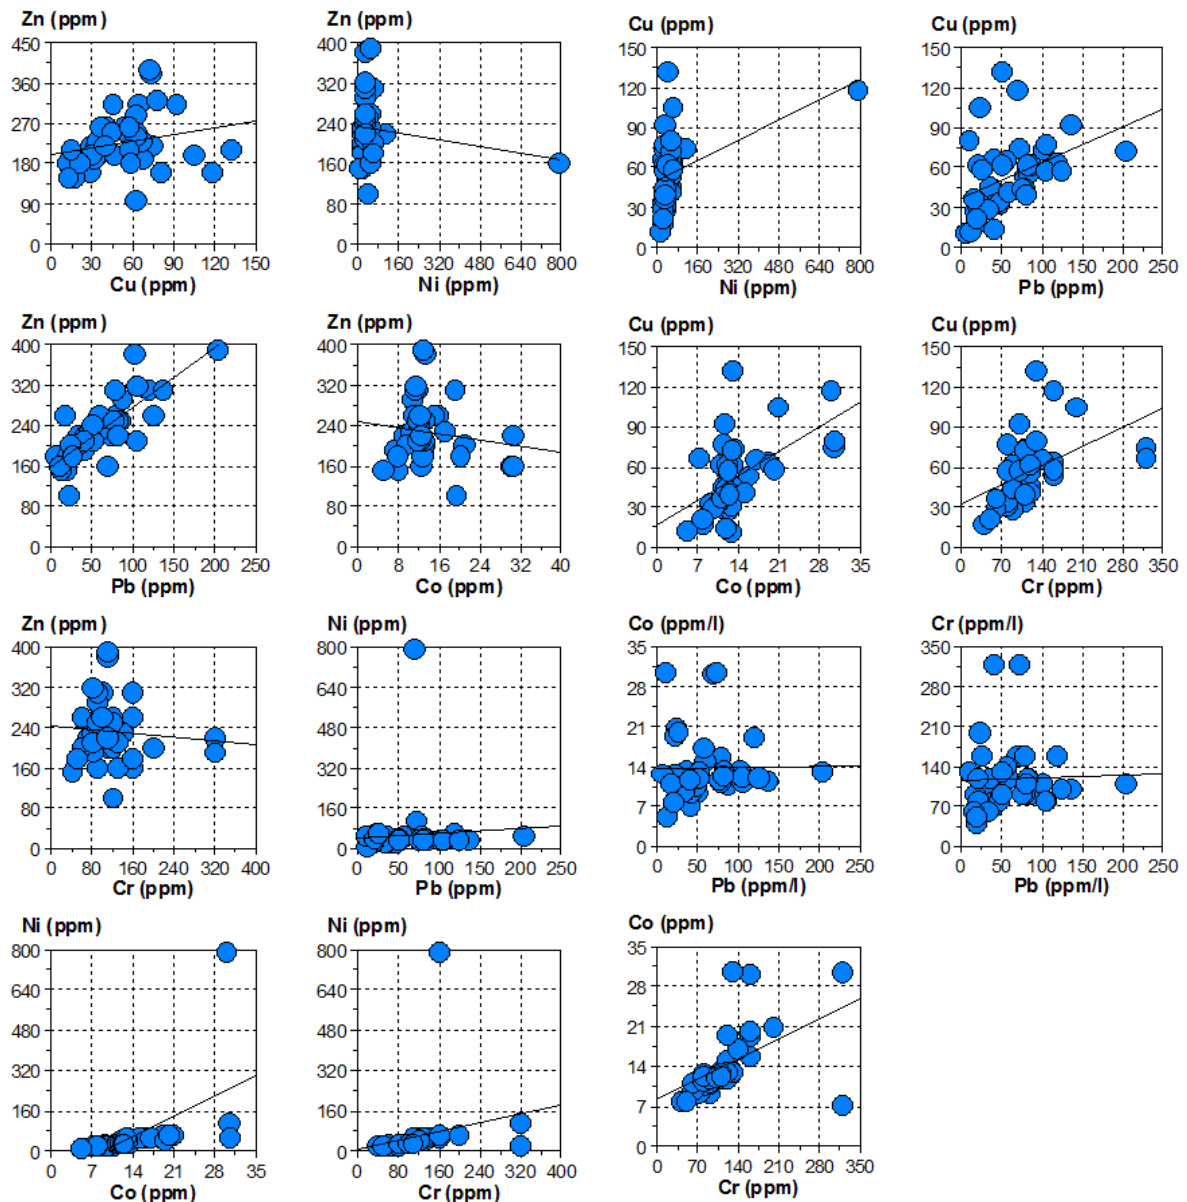 Zn (ppm)
450
360
270
180
90
0
0 30 60 90 120 150
Cu (ppm)
Zn (ppm)
400
320
240
160
80
0
0 160 320 480 640 800
Ni (ppm)
Cu (ppm)
150
120
90
60
30
0
0 160 320 480 640 800
Ni (ppm)
Cu (ppm)
150
120
90
60
30
0
0 50 100 150 200 250
Pb (ppm)
Zn (ppm)
400
320
240
160
80
0
0 50 100 150 200 250
Pb (ppm)
Zn (ppm)
400
320
240
160
80
0
0 8 16 24 32 40
Co (ppm)
Cu (ppm)
150
120
90
60
30
0
0 7 14 21 28 35
Co (ppm)
Cu (ppm)
150
120
90
60
30
0
0 70 140 210 280 350
Cr (ppm)
Zn (ppm)
400
320
240
160
80
0
0 80 160 240 320 400
Cr (ppm)
Ni (ppm)
800
640
480
320
160
0
0 50 100 150 200 250
Pb (ppm)
Co (ppm/l)
35
28
21
14
7
0
0 50 100 150 200 250
Pb (ppm/l)
Cr (ppm/l)
350
280
210
140
70
0
0 50 100 150 200 250
Pb (ppm/l)
Ni (ppm)
800
640
480
320
160
0
0 7 14 21 28 35
Co (ppm)
Ni (ppm)
800
640
480
320
160
0
0 80 160 240 320 400
Cr (ppm)
Co (ppm)
35
28
21
14
7
0
0 70 140 210 280 350
Cr (ppm)